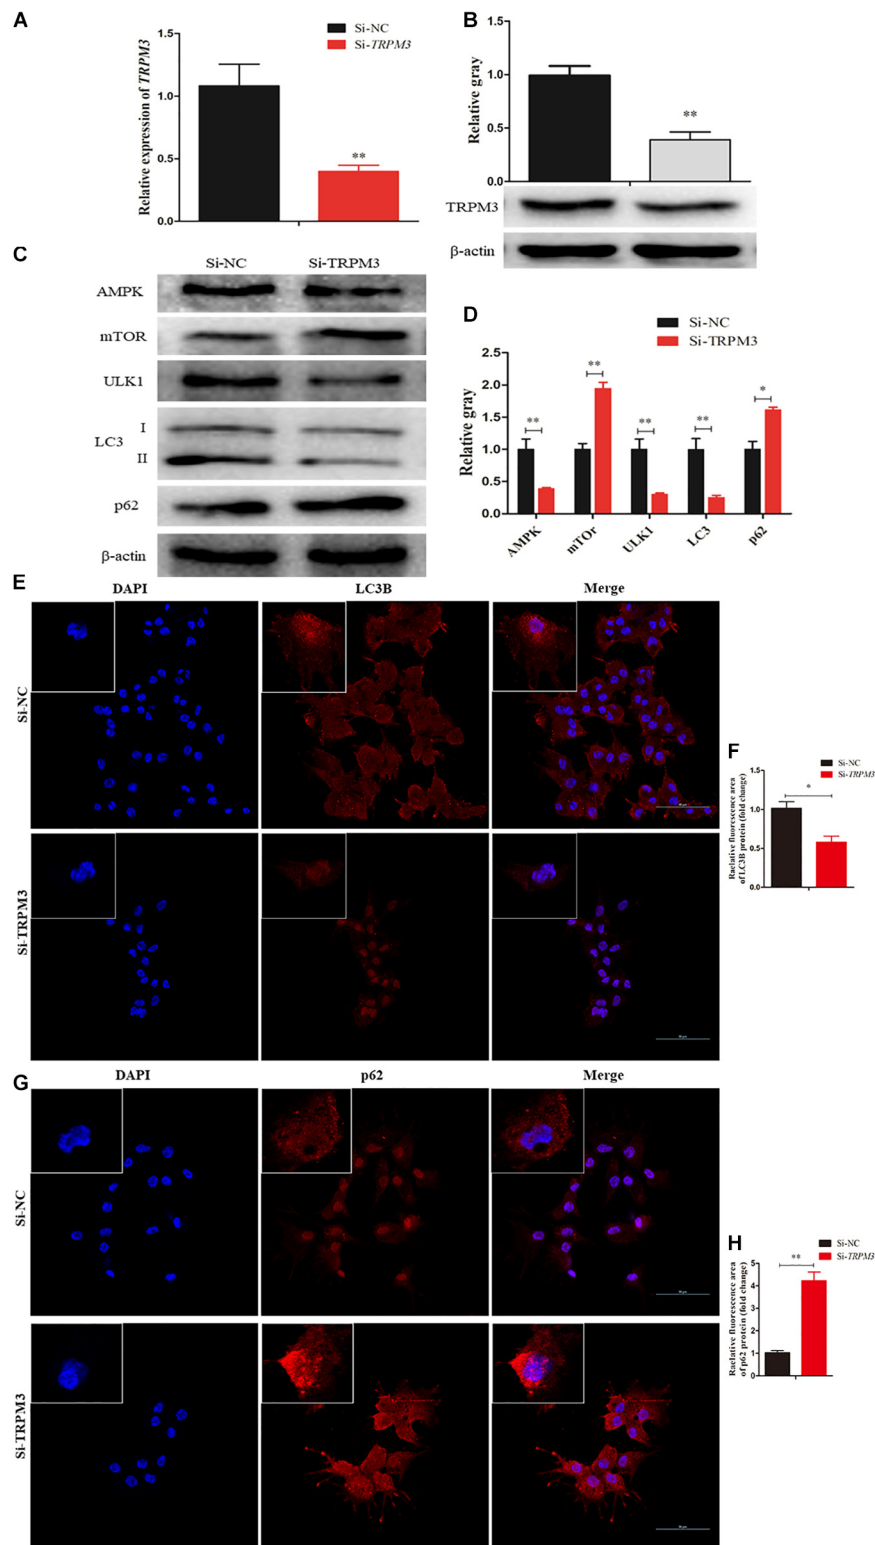 A
Si-NC
Si-TRPM3
Relative expression of TRPM3
1.5
1.0
0.5
0.0
**
B
Relative gray
1.0
0.5
0.0
**
TRPM3
β-actin
C
Si-NC
Si-TRPM3
AMPK
mTOR
ULK1
LC3
I
II
p62
β-actin
D
Si-NC
Si-TRPM3
Relative gray
2.5
2.0
1.5
1.0
0.5
0.0
**
**
**
**
*
AMPK
mTOr
ULK1
LC3
p62
E
DAPI
LC3B
Merge
Si-NC
Si-TRPM3
F
Si-NC
Si-TRPM3
Raelative fluorescence area
of LC3B protein (fold change)
1.5
1.0
0.5
0.0
*
G
DAPI
p62
Merge
Si-NC
Si-TRPM3
H
Si-NC
Si-TRPM3
Raelative fluorescence area
of p62 protein (fold change)
5
4
3
2
1
0
**